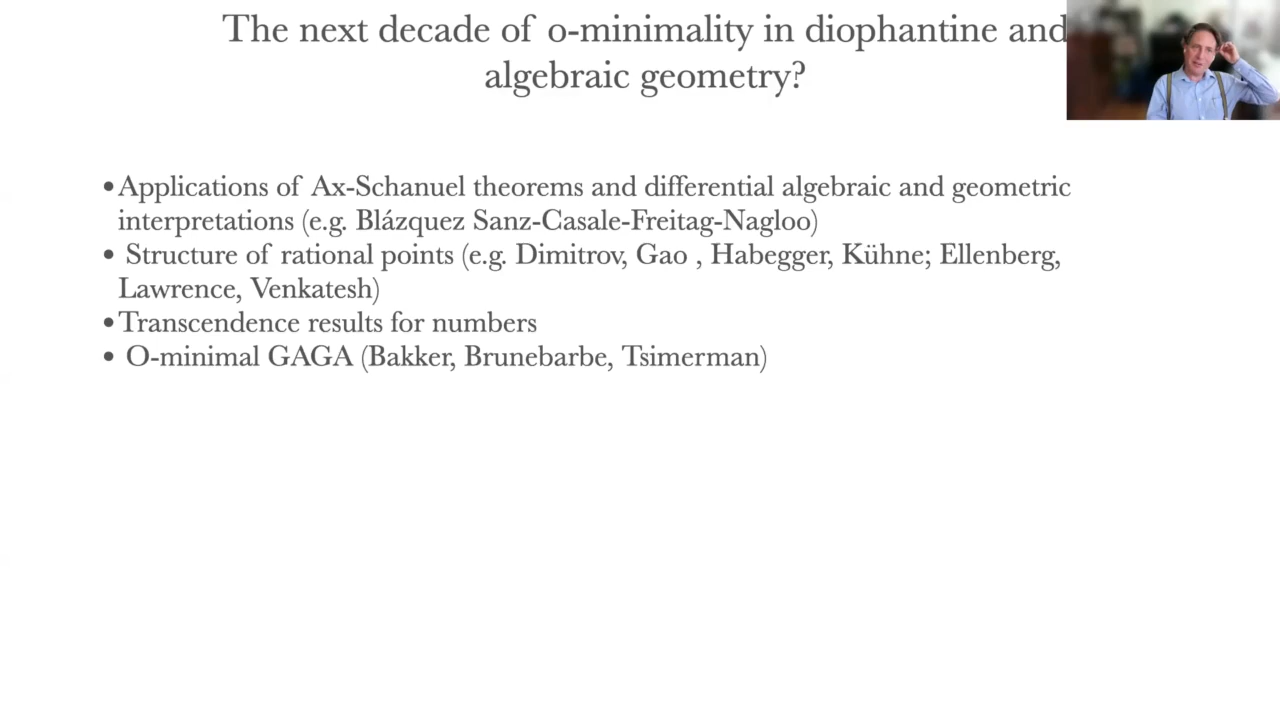 The next decade of o-minimality in diophantine and
algebraic geometry?
•Applications of Ax-Schanuel theorems and differential algebraic and geometric
interpretations (e.g. Blázquez Sanz-Casale-Freitag-Nagloo)
• Structure of rational points (e.g. Dimitrov, Gao , Habegger, Kühne; Ellenberg,
Lawrence, Venkatesh)
•Transcendence results for numbers
• O-minimal GAGA (Bakker, Brunebarbe, Tsimerman)